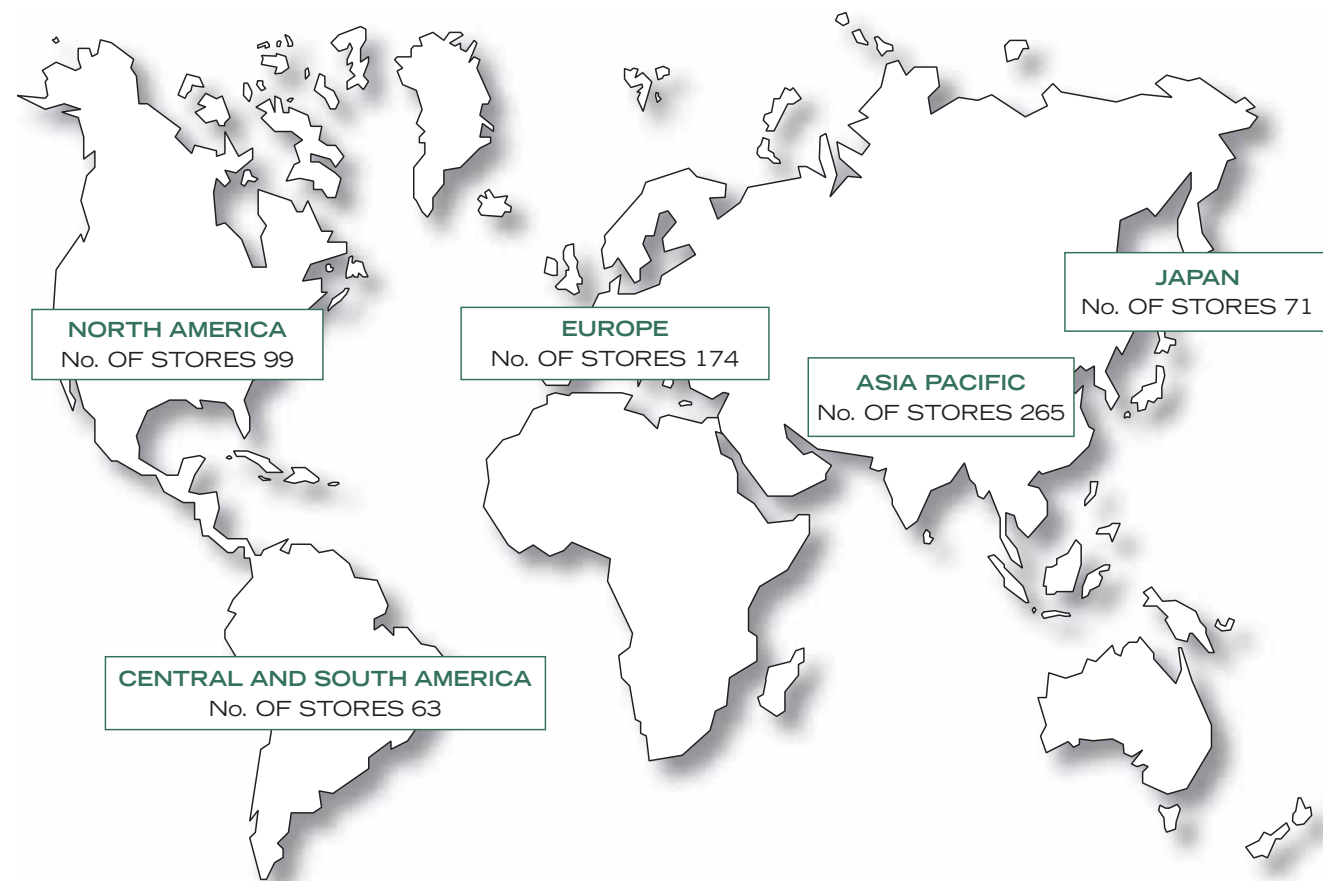 JAPAN
No. OF STORES 71
NORTH AMERICA
No. OF STORES 99
EUROPE
No. OF STORES 174
ASIA PACIFIC
No. OF STORES 265
CENTRAL AND SOUTH AMERICA
No. OF STORES 63